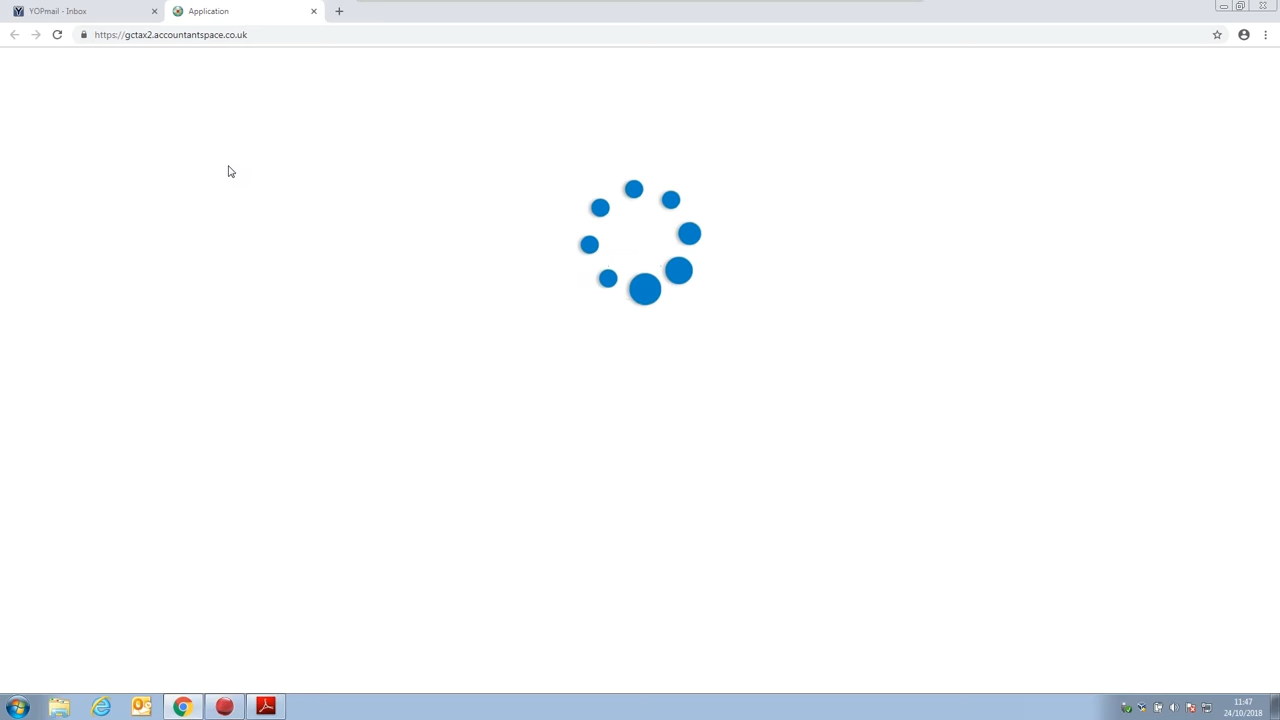 YOPmail - Inbox
Application
https://gctax2.accountantspace.co.uk
11:47
24/10/2018